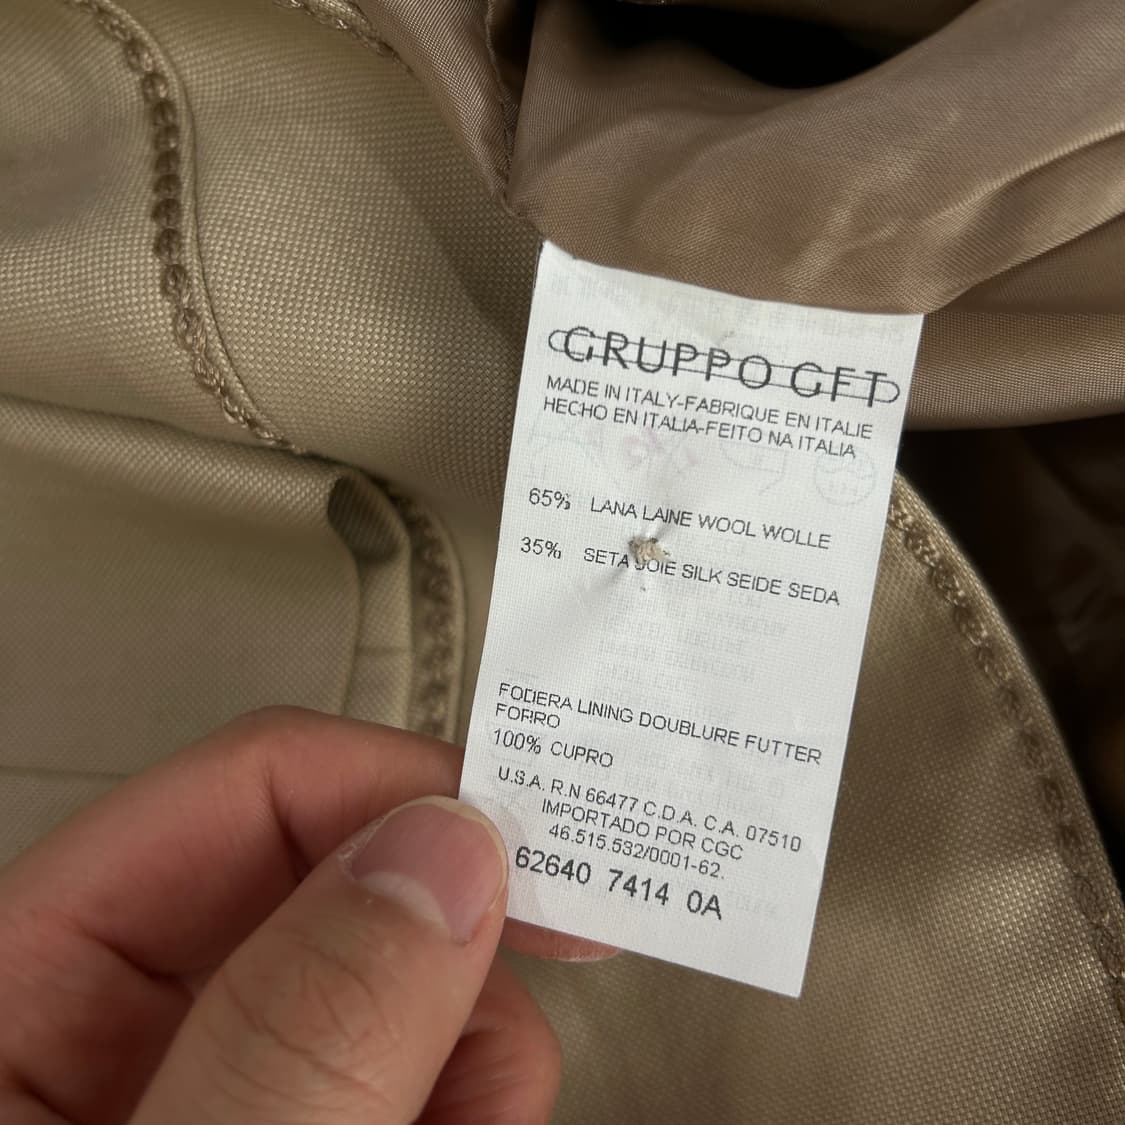 GRUPPO GFT
MADE IN ITALY-FABRIQUE EN ITALIE
HECHO EN ITALIA-FEITO NA ITALIA
65% LANA LAINE WOOL WOLLE
35% SETA SOIE SILK SEIDE SEDA
FODERA LINING DOUBLURE FUTTER
FORRO
100% CUPRO
U.S.A. R.N 66477 C.D.A. C.A. 07510
IMPORTADO POR CGC
46.515.532/0001-62.
62640 7414 0A